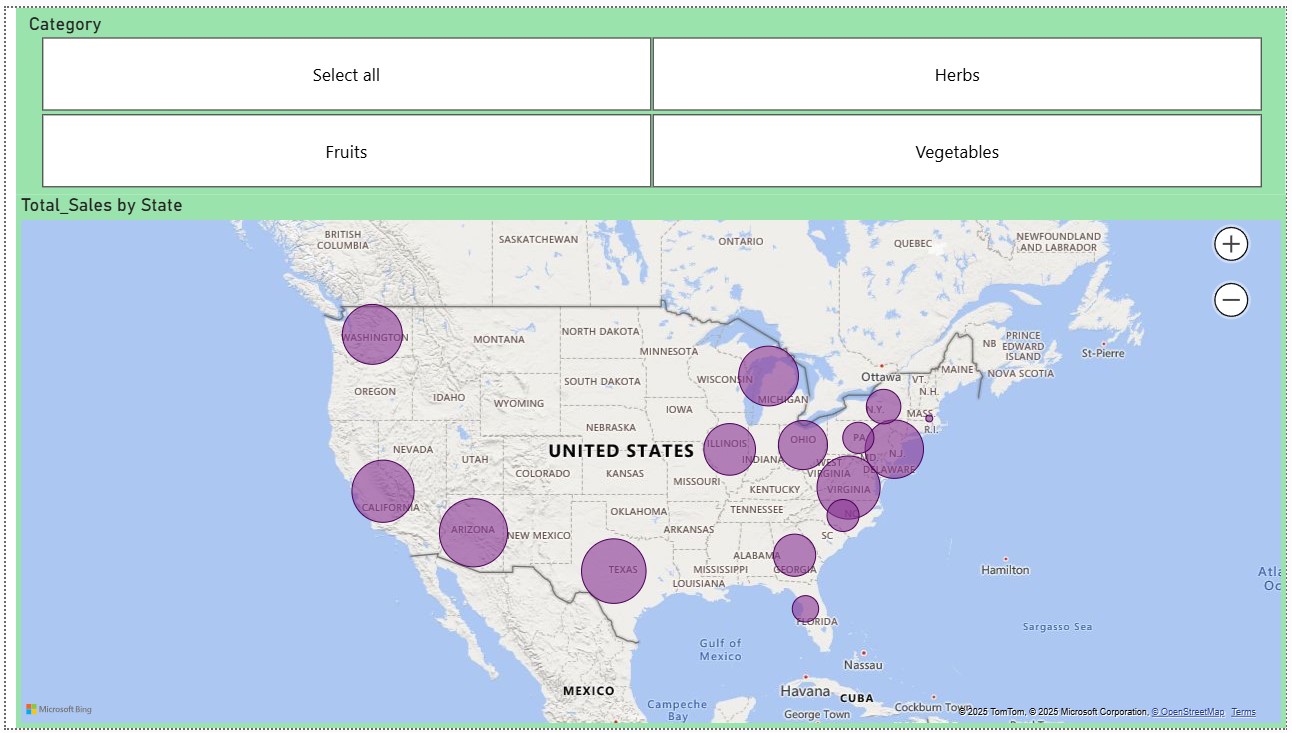 Category
Select all
Herbs
Fruits
Vegetables
Total_Sales by State
BRITISH
COLUMBIA
SASKATCHEWAN
ONTARIO
QUEBEC
NEWFOUNDLAND
AND LABRADOR
WASHINGTON
MONTANA
NORTH DAKOTA
MINNESOTA
NB
PRINCE
EDWARD
ISLAND
St-Pierre
NOVA SCOTIA
MAINE
Ottawa
VT.
N.H.
OREGON
IDAHO
WYOMING
SOUTH DAKOTA
WISCONSIN
MICHIGAN
IOWA
N.Y.
MASS
R.I.
NEBRASKA
NEVADA
UTAH
COLORADO
UNITED STATES
KANSAS
MISSOURI
ILLINOIS
INDIANA
OHIO
PA
N.J.
MD.
DELAWARE
WEST
VIRGINIA
VIRGINIA
KENTUCKY
CALIFORNIA
ARIZONA
NEW MEXICO
OKLAHOMA
ARKANSAS
TENNESSEE
NC
SC
TEXAS
LOUISIANA
MISSISSIPPI
ALABAMA
GEORGIA
FLORIDA
Hamilton
Atla
Oc
Sargasso Sea
Gulf of
Mexico
Nassau
MEXICO
Havana
CUBA
Campeche
Bay
George Town
Cockburn Town
Microsoft Bing
© 2025 TomTom, © 2025 Microsoft Corporation, © OpenStreetMap Terms